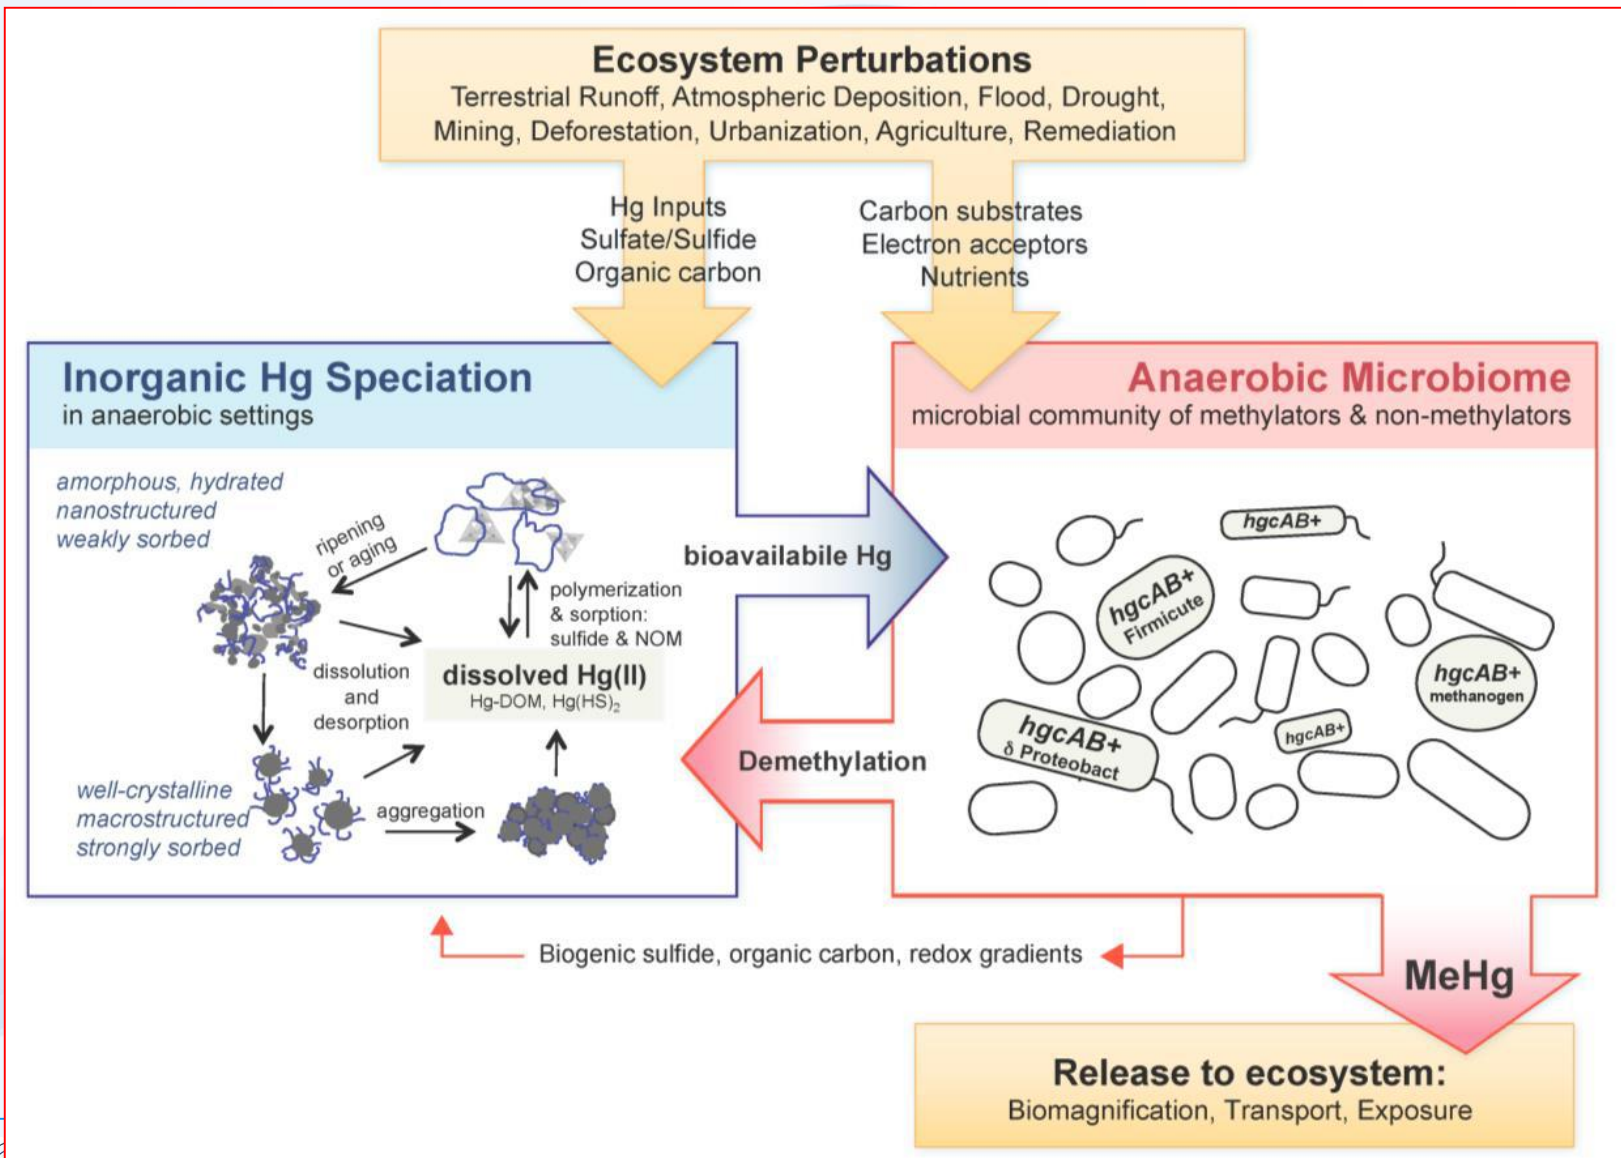 Ecosystem Perturbations
Terrestrial Runoff, Atmospheric Deposition, Flood, Drought,
Mining, Deforestation, Urbanization, Agriculture, Remediation
Hg Inputs
Sulfate/Sulfide
Organic carbon
Carbon substrates
Electron acceptors
Nutrients
Inorganic Hg Speciation
in anaerobic settings
amorphous, hydrated
nanostructured
weakly sorbed
ripening
or aging
polymerization
& sorption:
sulfide & NOM
dissolved Hg(II)
Hg-DOM, Hg(HS)₂
dissolution
and
desorption
well-crystalline
macrostructured
strongly sorbed
aggregation
bioavailabile Hg
Demethylation
Anaerobic Microbiome
microbial community of methylators & non-methylators
hgcAB+
hgcAB+
Firmicute
hgcAB+
methanogen
hgcAB+
δ Proteobact
hgcAB+
Biogenic sulfide, organic carbon, redox gradients
MeHg
Release to ecosystem:
Biomagnification, Transport, Exposure